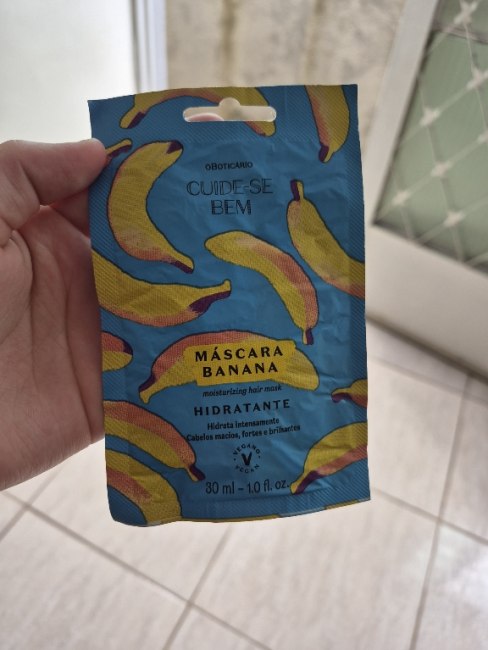 oBOTICÁRIO
CUIDE-SE
BEM
MÁSCARA
BANANA
moisturizing hair mask
HIDRATANTE
Hidrata intensamente
Cabelos macios, fortes e brilhantes
VEGANO
V
VEGAN
30 ml – 1.0 fl. oz.